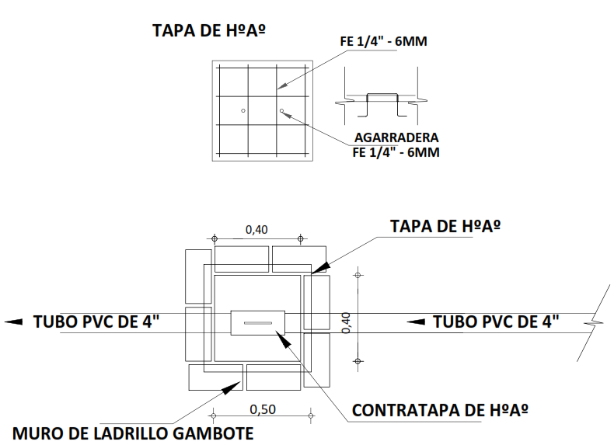 TAPA DE HºAº
FE 1/4" - 6MM
AGARRADERA
FE 1/4" - 6MM
0,40
TAPA DE HºAº
TUBO PVC DE 4"
0,40
TUBO PVC DE 4"
0,50
CONTRATAPA DE HºAº
MURO DE LADRILLO GAMBOTE